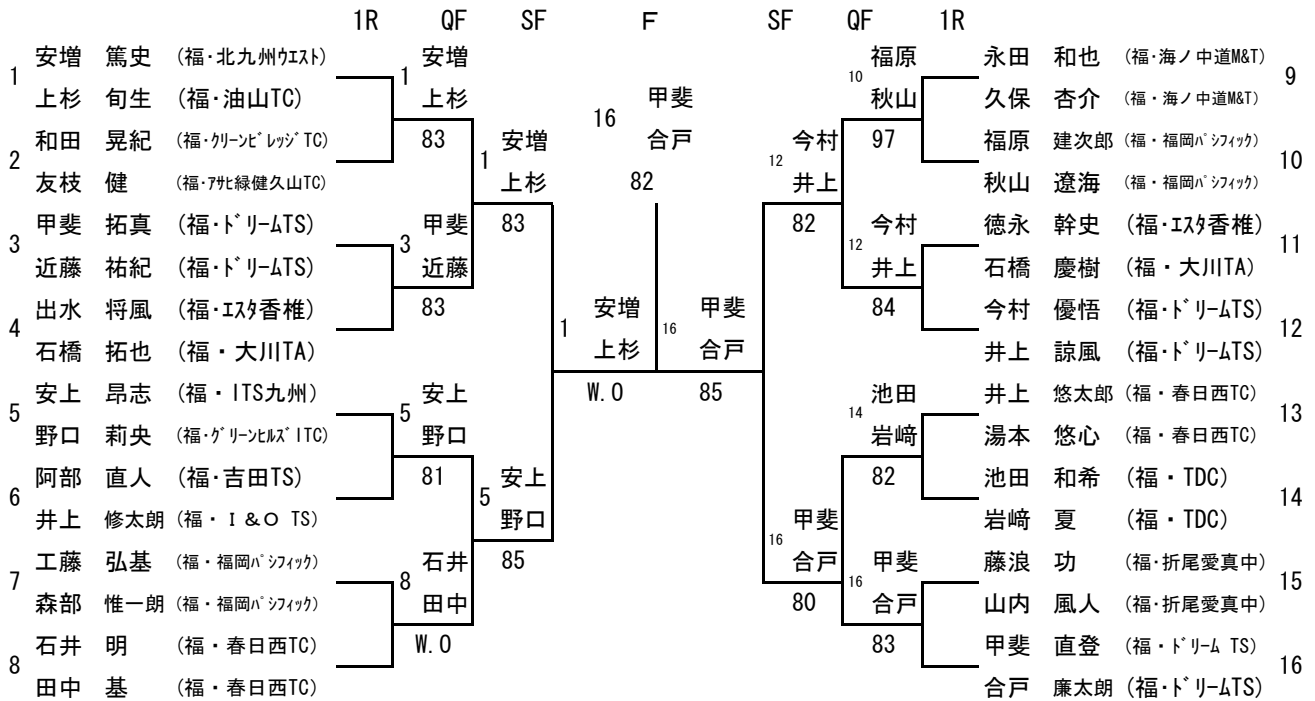 1R QF SF F SF QF 1R
1 安増 篤史 (福・北九州ウエスト)
上杉 旬生 (福・油山TC)
2 和田 晃紀 (福・クリーンビレッジTC)
友枝 健 (福・アサヒ緑健久山TC)
3 甲斐 拓真 (福・ドリームTS)
近藤 祐紀 (福・ドリームTS)
4 出水 将風 (福・エスタ香椎)
石橋 拓也 (福・大川TA)
5 安上 昂志 (福・ITS九州)
野口 莉央 (福・グリーンヒルズITC)
6 阿部 直人 (福・吉田TS)
井上 修太朗 (福・I&O TS)
7 工藤 弘基 (福・福岡パシフィック)
森部 惟一朗 (福・福岡パシフィック)
8 石井 明 (福・春日西TC)
田中 基 (福・春日西TC)
1 安増
上杉
83
3 甲斐
近藤
83
5 安上
野口
81
8 石井
田中
W.O
1 安増
上杉
83
5 安上
野口
85
1 安増
上杉
W.O
16 甲斐
合戸
82
16 甲斐
合戸
85
12 今村
井上
82
16 甲斐
合戸
80
10 福原
秋山
97
12 今村
井上
84
14 池田
岩﨑
82
16 甲斐
合戸
83
永田 和也 (福・海ノ中道M&T) 9
久保 杏介 (福・海ノ中道M&T)
福原 建次郎 (福・福岡パシフィック) 10
秋山 遼海 (福・福岡パシフィック)
徳永 幹史 (福・エスタ香椎) 11
石橋 慶樹 (福・大川TA)
今村 優悟 (福・ドリームTS) 12
井上 諒風 (福・ドリームTS)
井上 悠太郎 (福・春日西TC) 13
湯本 悠心 (福・春日西TC)
池田 和希 (福・TDC) 14
岩﨑 夏 (福・TDC)
藤浪 功 (福・折尾愛真中) 15
山内 風人 (福・折尾愛真中)
甲斐 直登 (福・ドリーム TS) 16
合戸 廉太朗 (福・ドリームTS)